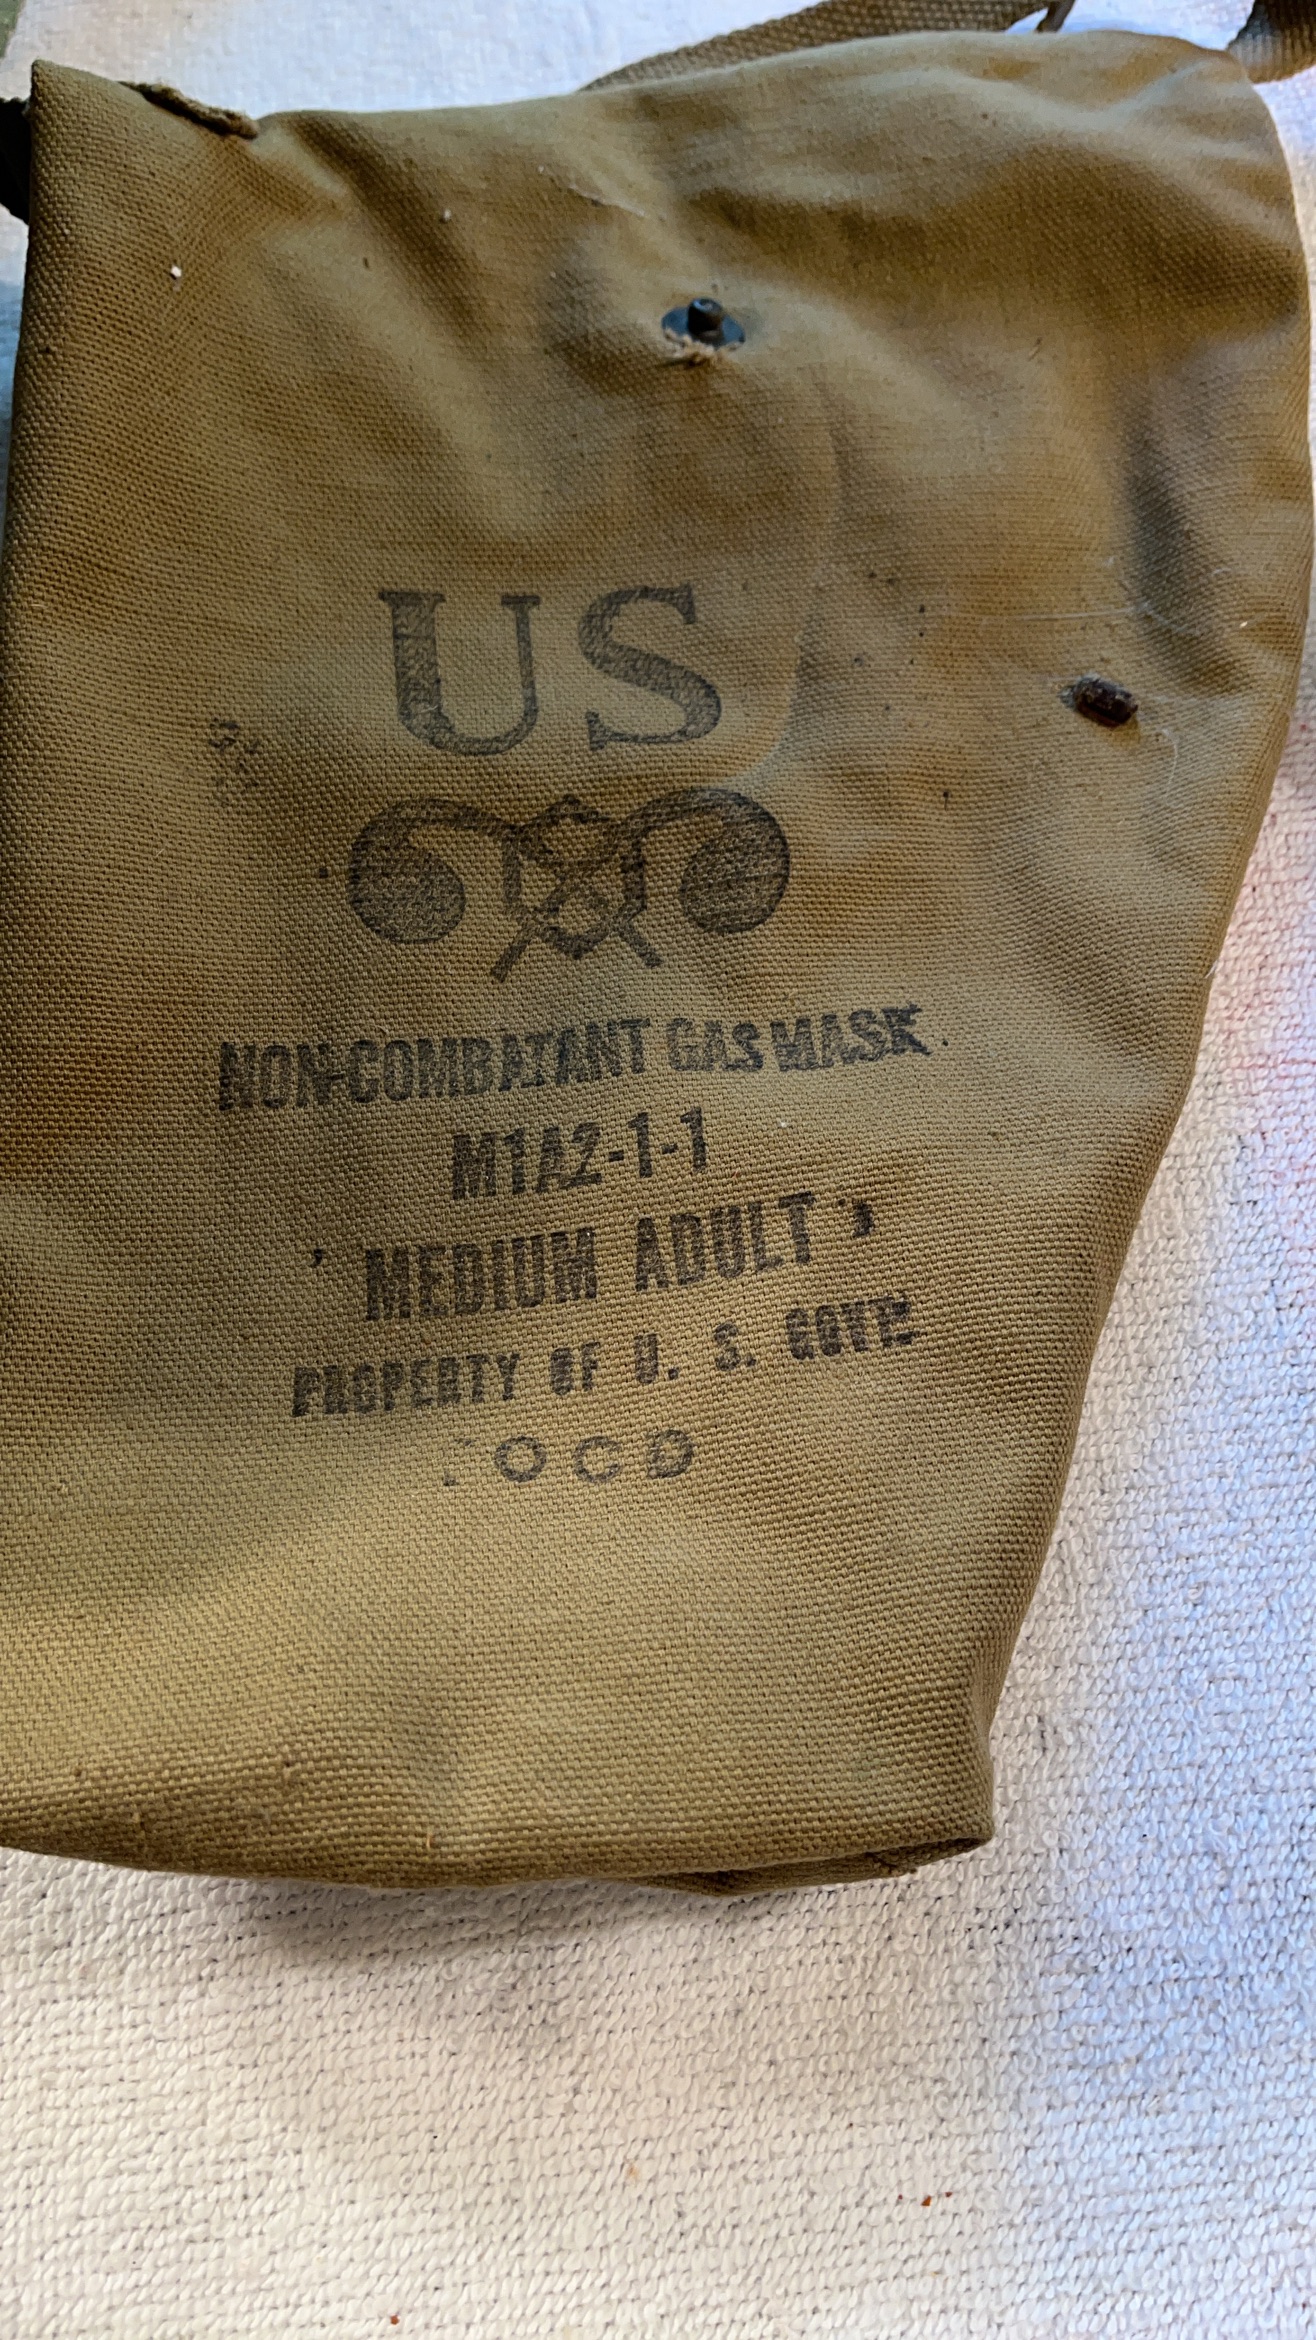 US
NON-COMBATANT GAS MASK
M1A2-1-1
MEDIUM ADULT
PROPERTY OF U. S. GOVT.
OCD